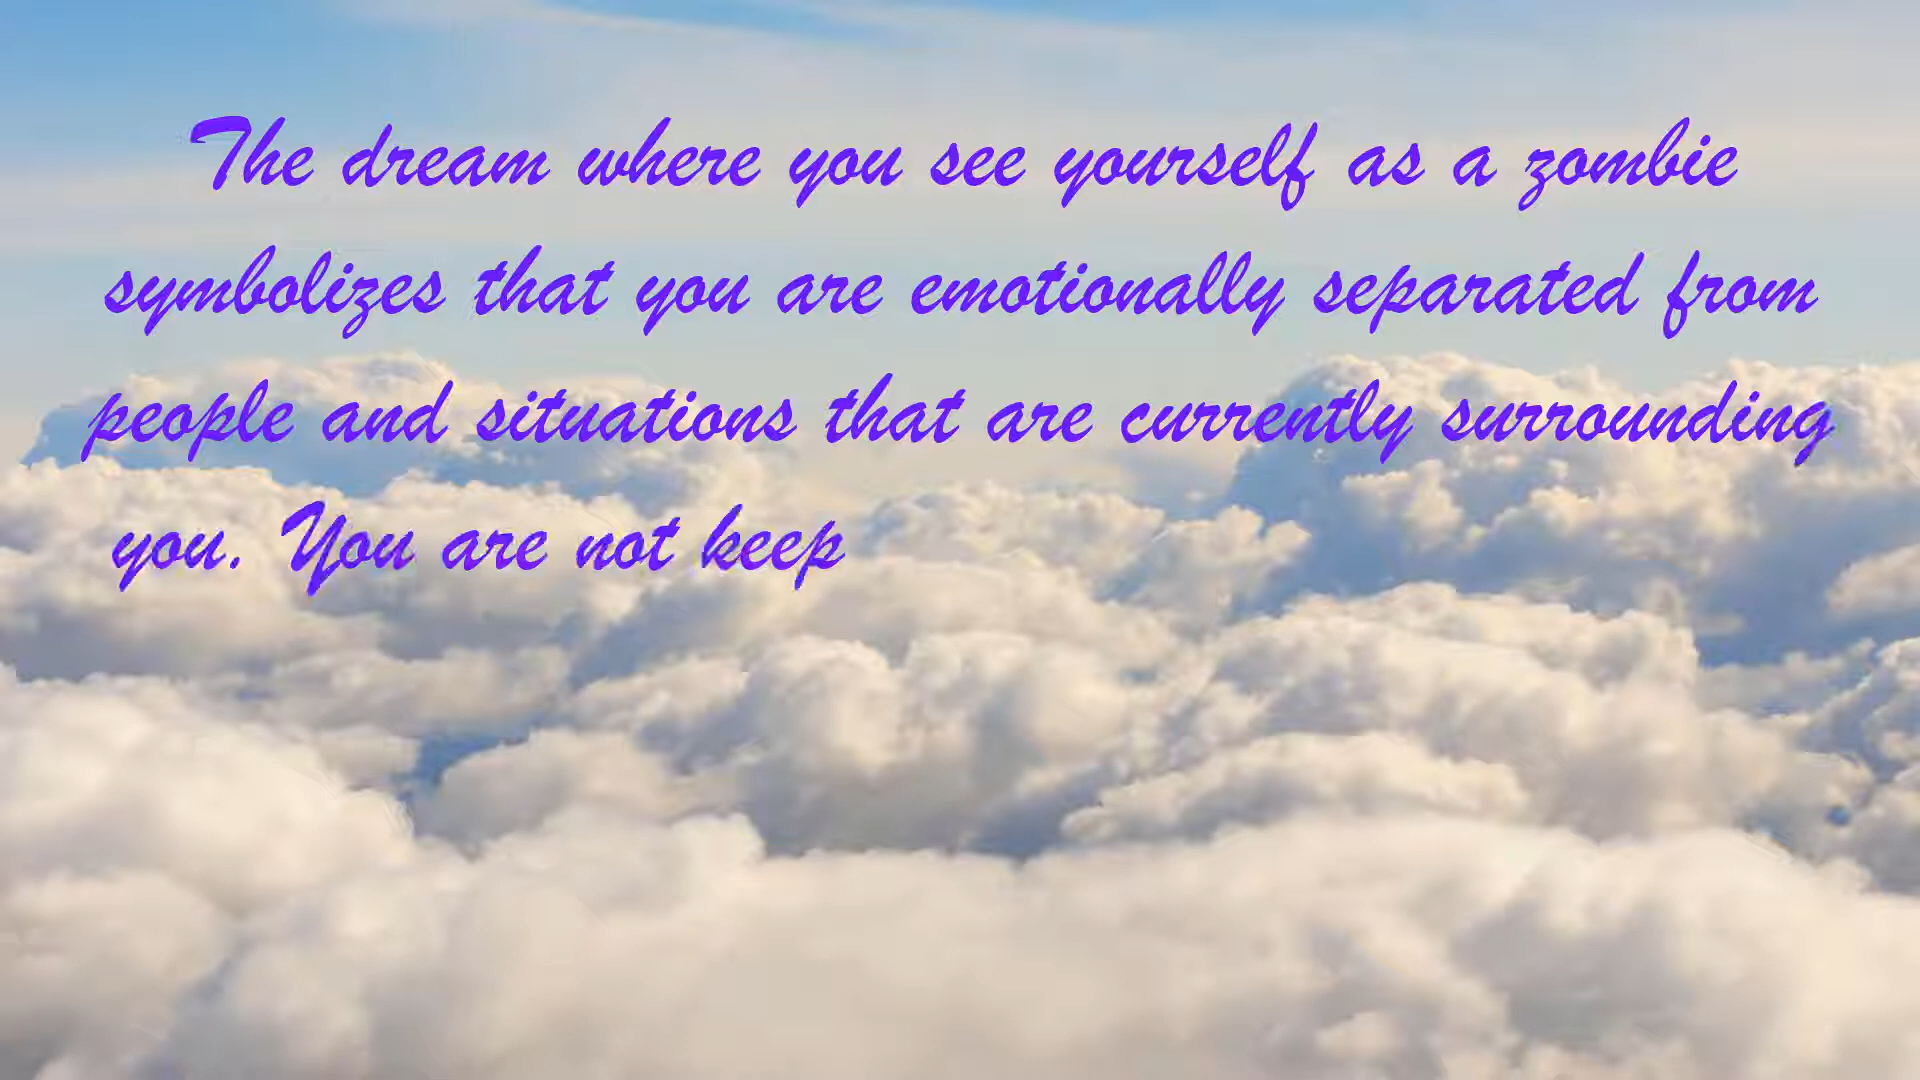 The dream where you see yourself as a zombie
symbolizes that you are emotionally separated from
people and situations that are currently surrounding
you. You are not keep